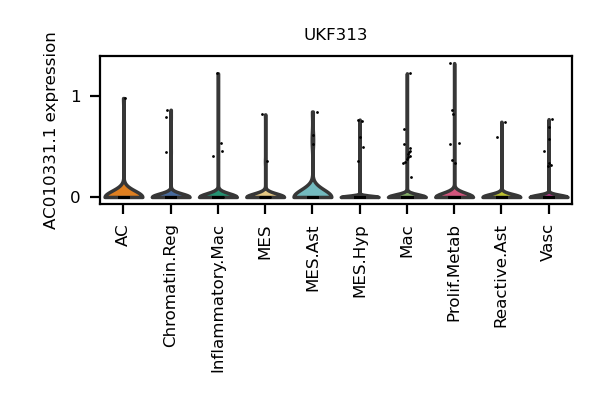 UKF313
AC010331.1 expression
1
0
AC
Chromatin.Reg
Inflammatory.Mac
MES
MES.Ast
MES.Hyp
Mac
Prolif.Metab
Reactive.Ast
Vasc